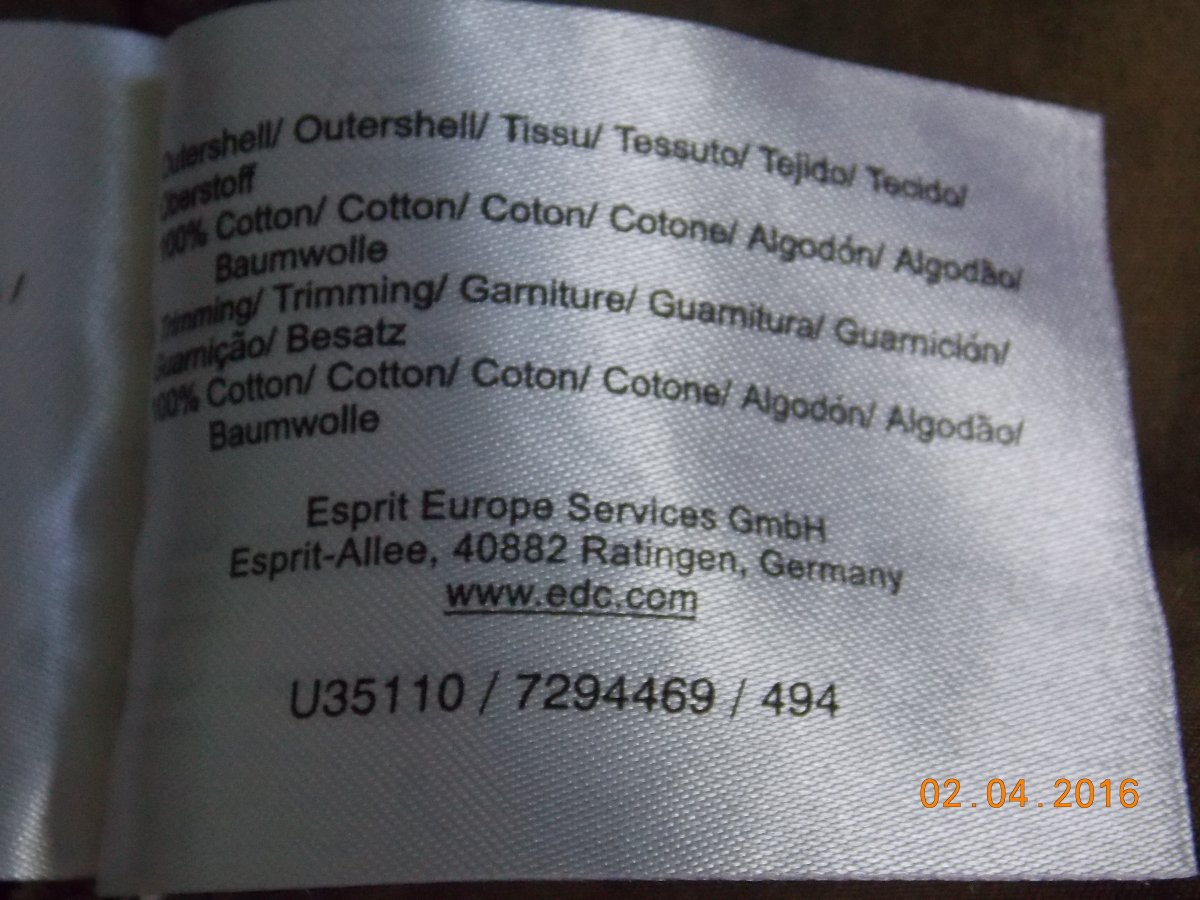 Outershell/ Outershell/ Tissu/ Tessuto/ Tejido/ Tecido/
Oberstoff
100% Cotton/ Cotton/ Coton/ Cotone/ Algodón/ Algodão/
Baumwolle
Trimming/ Trimming/ Garniture/ Guarnitura/ Guarnición/
Guarnição/ Besatz
100% Cotton/ Cotton/ Coton/ Cotone/ Algodón/ Algodão/
Baumwolle
Esprit Europe Services GmbH
Esprit-Allee, 40882 Ratingen, Germany
www.edc.com
U35110 / 7294469 / 494
02.04.2016